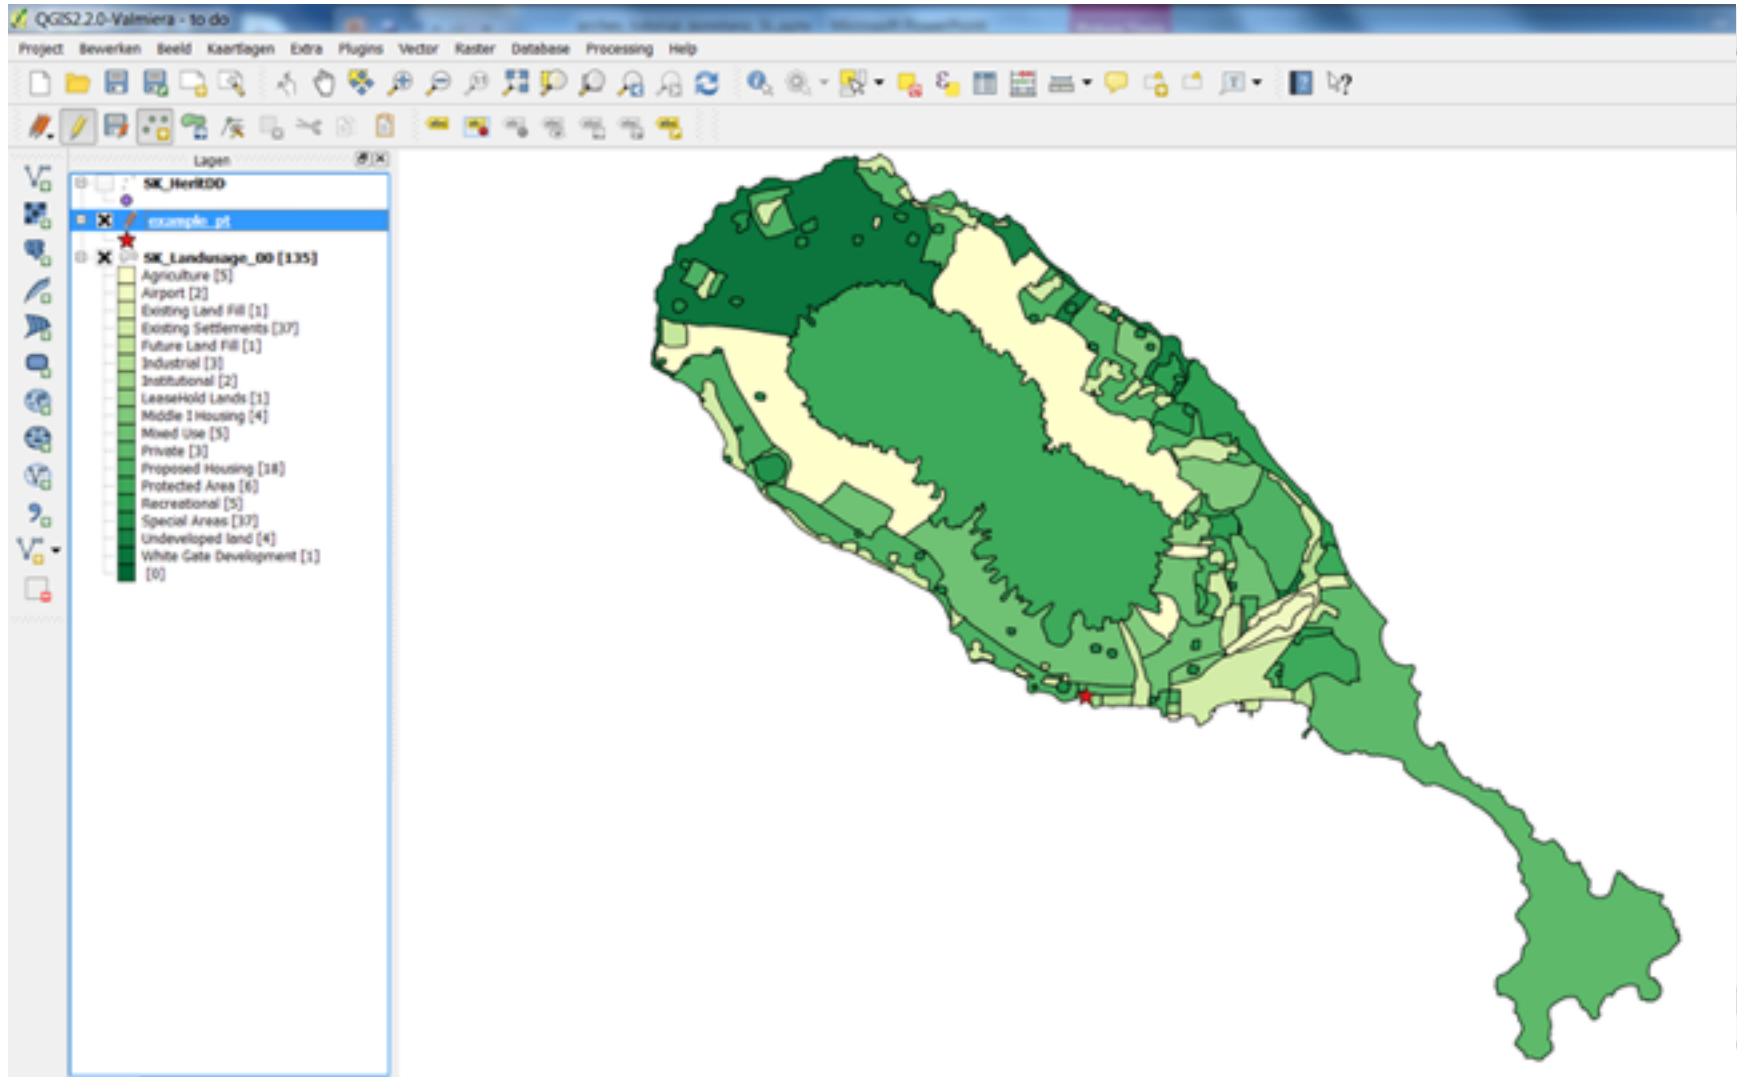 QGIS2.2.0-Valmiera - to do
Microsoft PowerPoint
Project Bewerken Beeld Kaartlagen Extra Plugins Vector Raster Database Processing Help
Lagen
SK_Herit00
example_pt
SK_Landusage_00 [135]
Agriculture [5]
Airport [2]
Existing Land Fill [1]
Existing Settlements [37]
Future Land Fill [1]
Industrial [3]
Institutional [2]
LeaseHold Lands [1]
Middle I Housing [4]
Mixed Use [5]
Private [3]
Proposed Housing [18]
Protected Area [6]
Recreational [5]
Special Areas [37]
Undeveloped land [4]
White Gate Development [1]
[0]